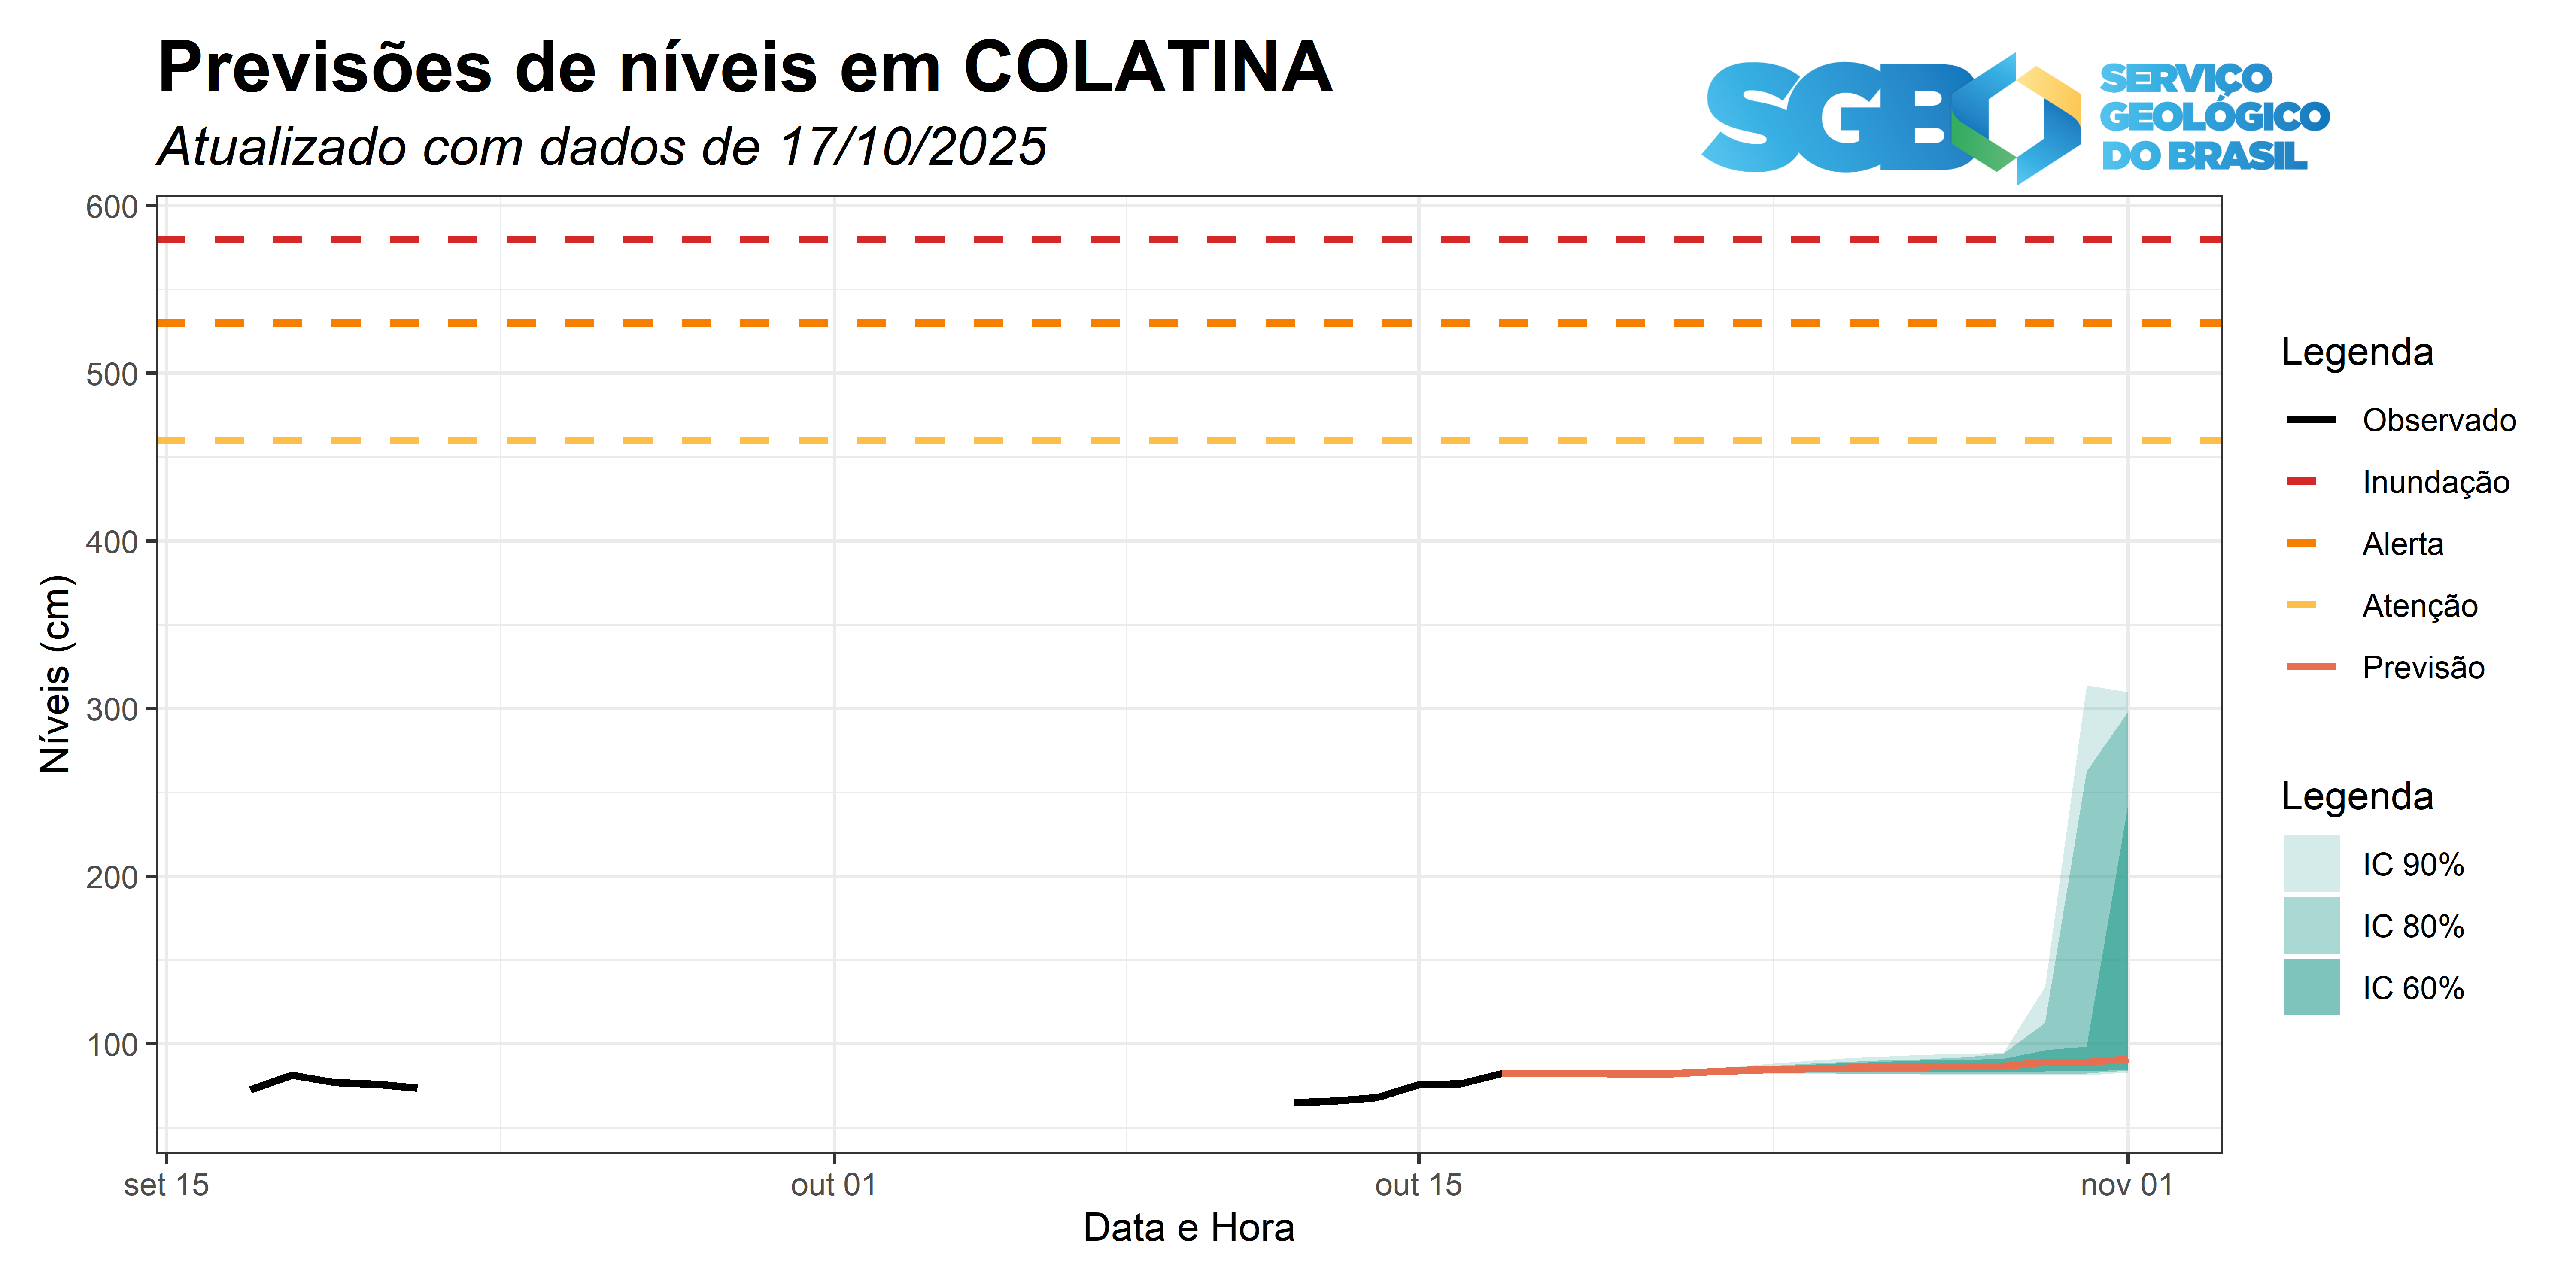 Previsões de níveis em COLATINA
Atualizado com dados de 17/10/2025
SGB
SERVIÇO
GEOLÓGICO
DO BRASIL
600
500
400
300
200
100
Níveis (cm)
set 15
out 01
out 15
nov 01
Data e Hora
Legenda
Observado
Inundação
Alerta
Atenção
Previsão
Legenda
IC 90%
IC 80%
IC 60%